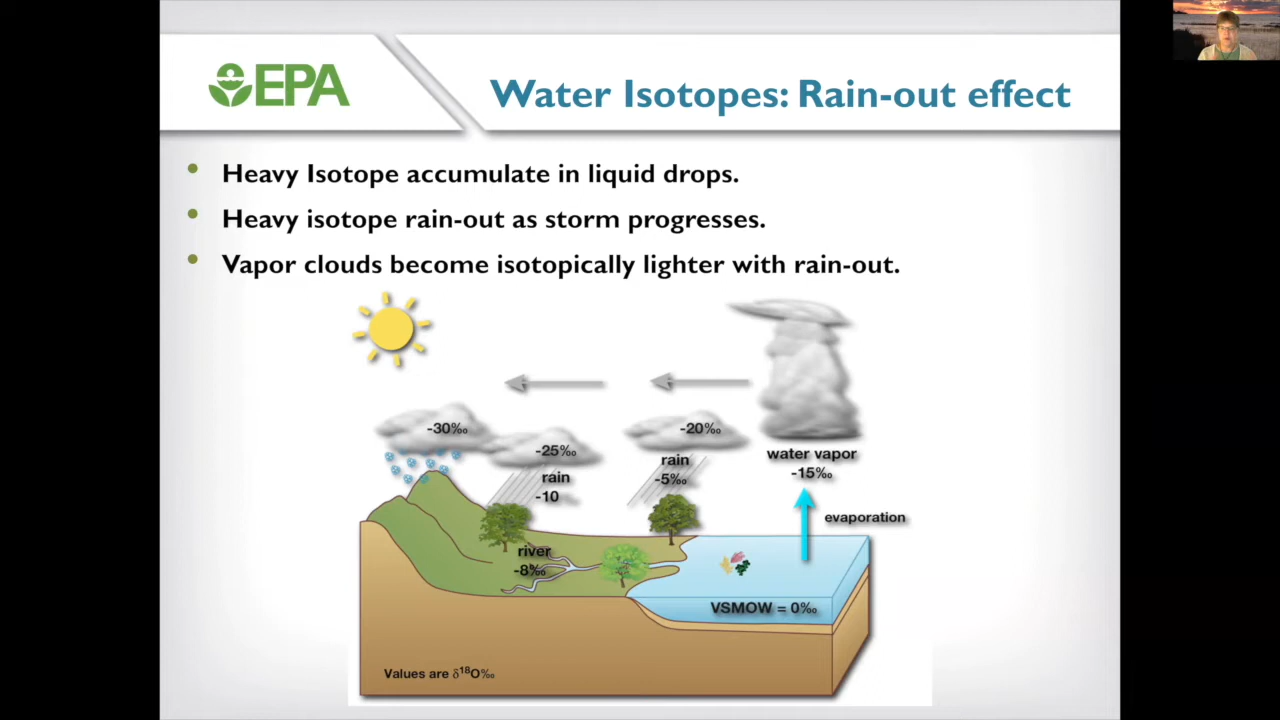 EPA
Water Isotopes: Rain-out effect
• Heavy Isotope accumulate in liquid drops.
• Heavy isotope rain-out as storm progresses.
• Vapor clouds become isotopically lighter with rain-out.
-30‰
-25‰
rain
-10
-20‰
rain
-5‰
water vapor
-15‰
evaporation
river
-8‰
VSMOW = 0‰
Values are δ¹⁸O‰